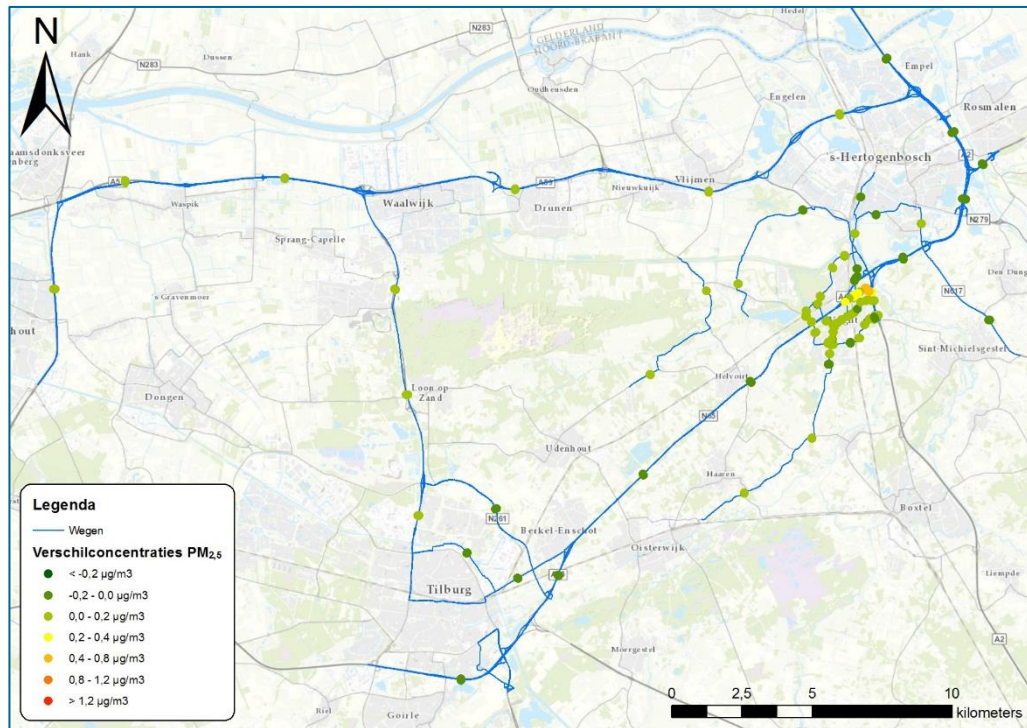 N
Hank
Dussen
N283
N283
GELDERLAND
NOORD-BRABANT
Oudheusden
Hedel
Empel
Engelen
Rosmalen
's-Hertogenbosch
A2
aamsdonksveer
enberg
A5
Waspik
Waalwijk
A59
Drunen
Nieuwkuijk
Vlijmen
N279
Sprang-Capelle
s Gravenmoer
Den Dung
N617
hout
Sint-Michielsgestel
Dongen
Loon op
Zand
Helvoirt
N65
Udenhout
Haaren
Boxtel
N261
Berkel-Enschot
Oisterwijk
Liempde
Tilburg
A2
Moergestel
Riel
Goirle
Legenda
Wegen
Verschilconcentraties PM2,5
< -0,2 µg/m3
-0,2 - 0,0 µg/m3
0,0 - 0,2 µg/m3
0,2 - 0,4 µg/m3
0,4 - 0,8 µg/m3
0,8 - 1,2 µg/m3
> 1,2 µg/m3
0 2,5 5 10
kilometers